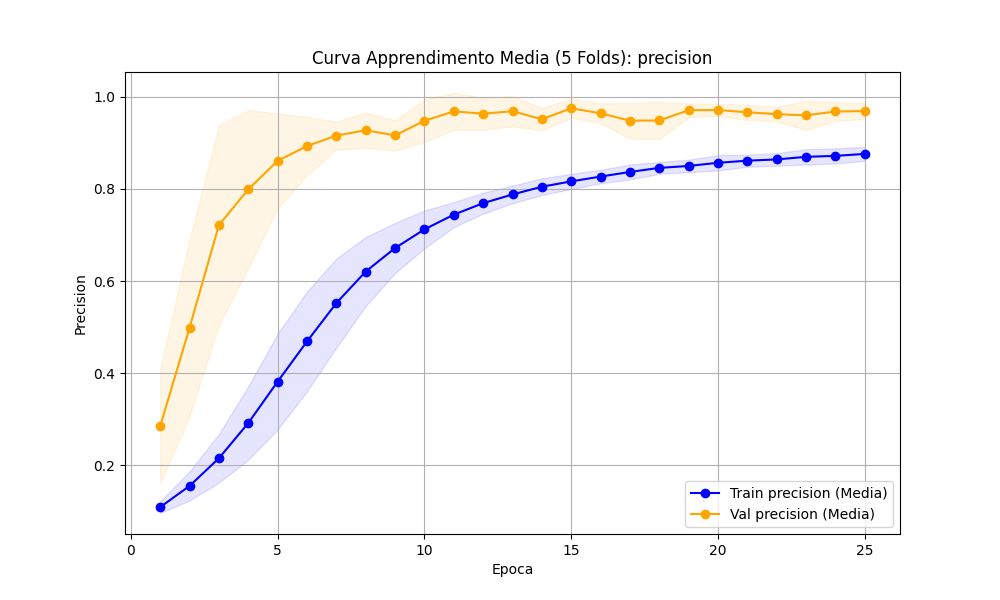 Curva Apprendimento Media (5 Folds): precision
1.0
0.8
0.6
0.4
0.2
Precision
0 5 10 15 20 25
Epoca
Train precision (Media)
Val precision (Media)